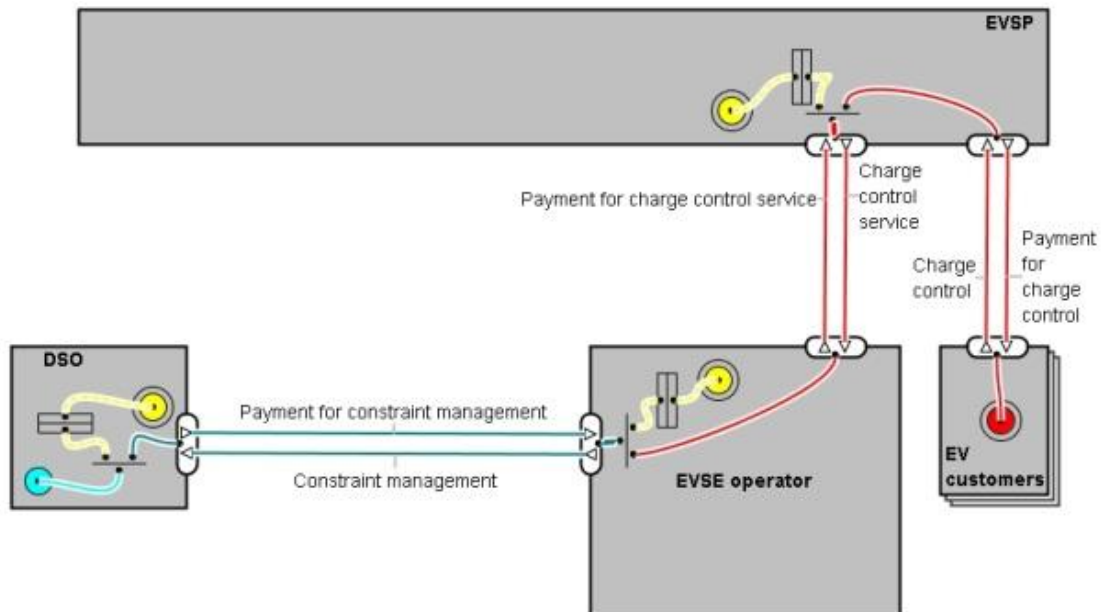 EVSP
Payment for charge control service
Charge
control
service
Charge
control
Payment
for
charge
control
DSO
Payment for constraint management
Constraint management
EVSE operator
EV
customers